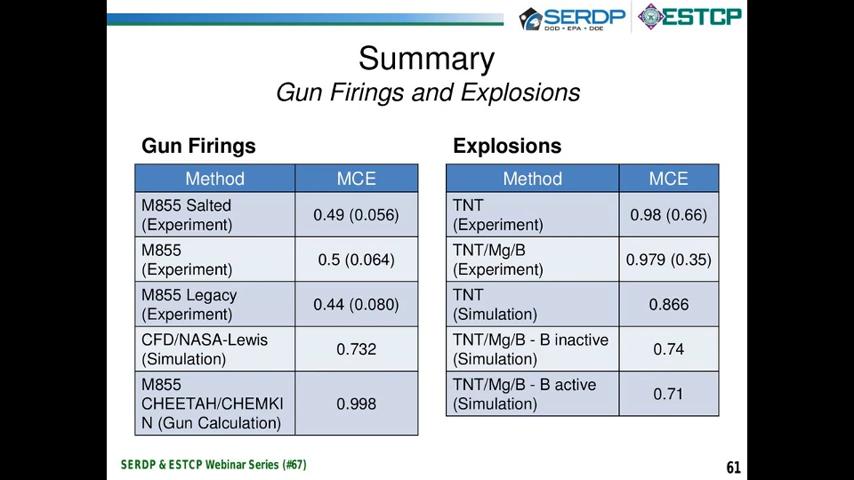 SERDP
DOD • EPA • DOE
ESTCP
Summary
Gun Firings and Explosions
Gun Firings
Method MCE
M855 Salted
(Experiment) 0.49 (0.056)
M855
(Experiment) 0.5 (0.064)
M855 Legacy
(Experiment) 0.44 (0.080)
CFD/NASA-Lewis
(Simulation) 0.732
M855
CHEETAH/CHEMKI
N (Gun Calculation) 0.998
Explosions
Method MCE
TNT
(Experiment) 0.98 (0.66)
TNT/Mg/B
(Experiment) 0.979 (0.35)
TNT
(Simulation) 0.866
TNT/Mg/B - B inactive
(Simulation) 0.74
TNT/Mg/B - B active
(Simulation) 0.71
SERDP & ESTCP Webinar Series (#67)
61